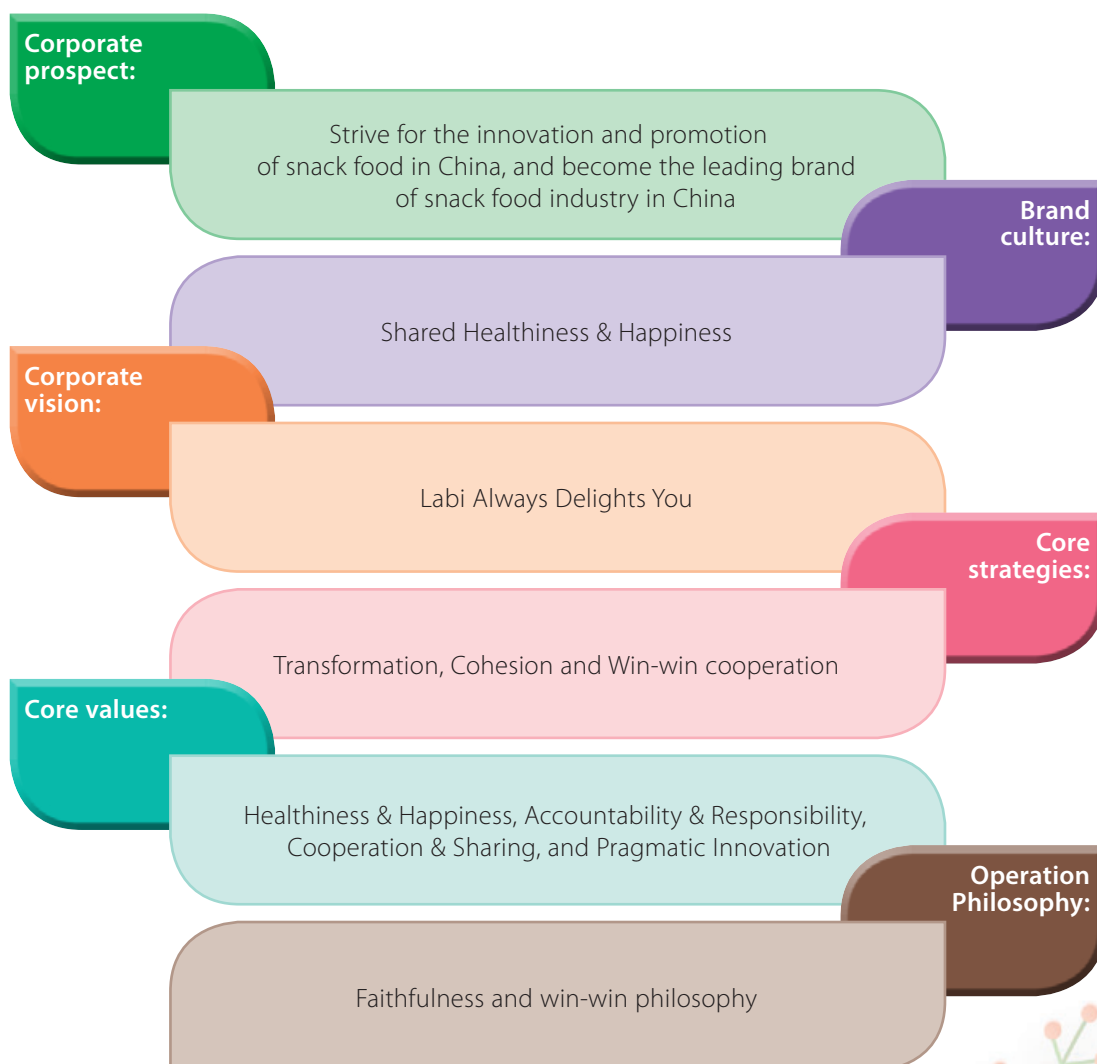 Corporate
prospect:
Strive for the innovation and promotion
of snack food in China, and become the leading brand
of snack food industry in China
Brand
culture:
Shared Healthiness & Happiness
Corporate
vision:
Labi Always Delights You
Core
strategies:
Transformation, Cohesion and Win-win cooperation
Core values:
Healthiness & Happiness, Accountability & Responsibility,
Cooperation & Sharing, and Pragmatic Innovation
Operation
Philosophy:
Faithfulness and win-win philosophy